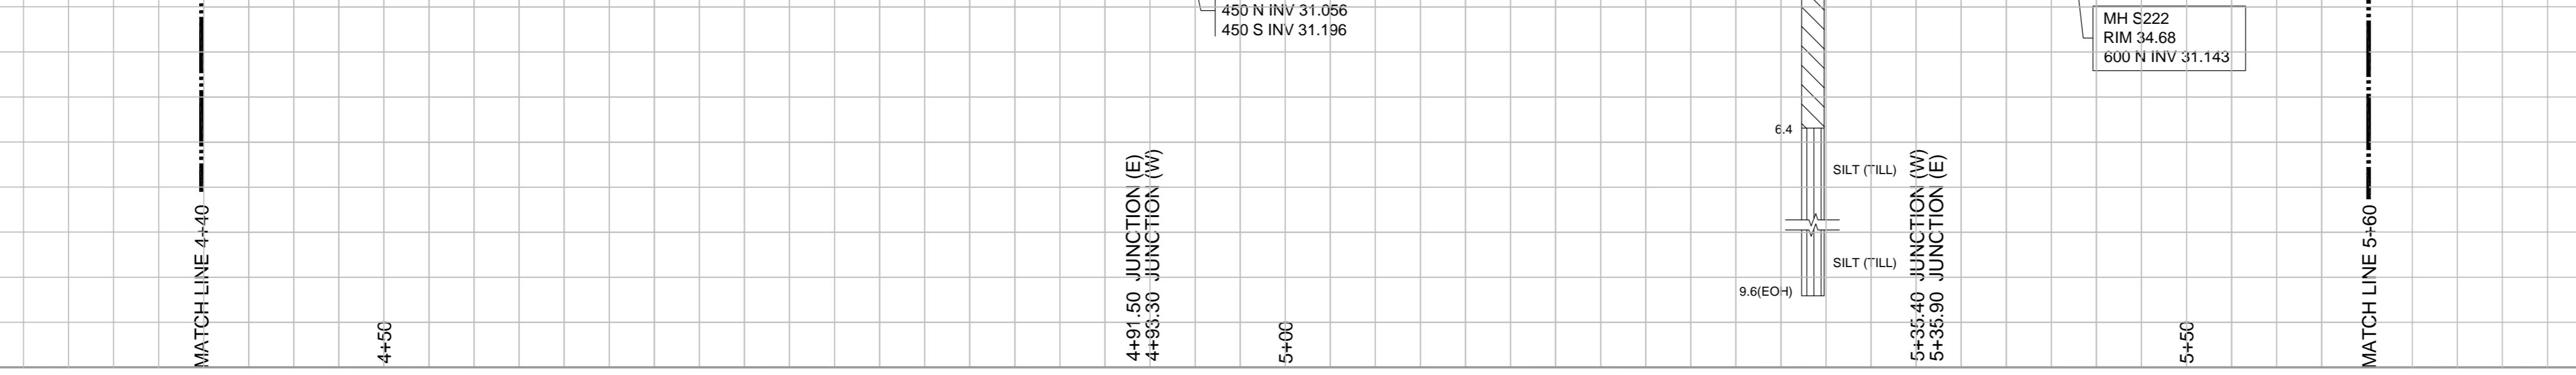 450 N INV 31.056
450 S INV 31.196
MH S222
RIM 34.68
600 N INV 31.143
6.4
SILT (TILL)
SILT (TILL)
9.6(EOH)
MATCH LINE 4+40
4+50
4+91.50 JUNCTION (E)
4+93.30 JUNCTION (W)
5+00
5+35.40 JUNCTION (W)
5+35.90 JUNCTION (E)
5+50
MATCH LINE 5+60